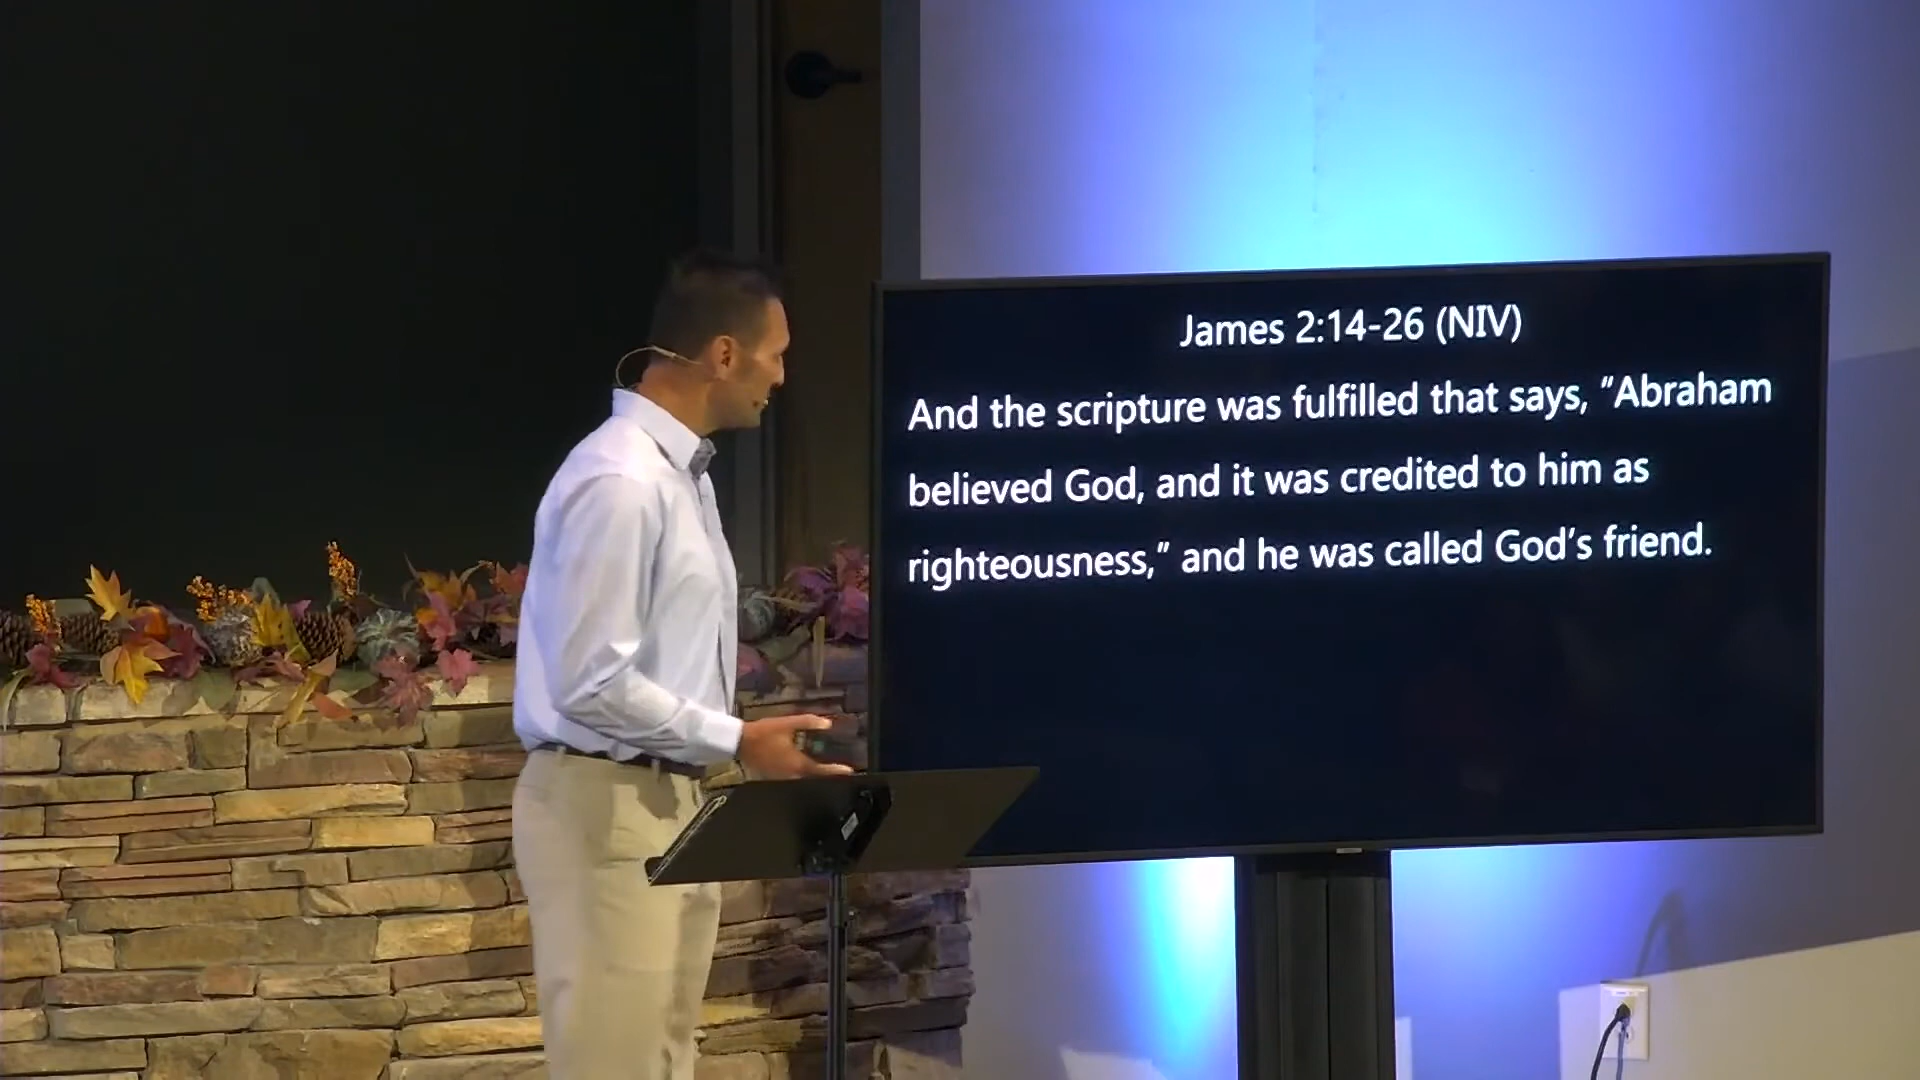 James 2:14-26 (NIV)
And the scripture was fulfilled that says, "Abraham
believed God, and it was credited to him as
righteousness," and he was called God's friend.